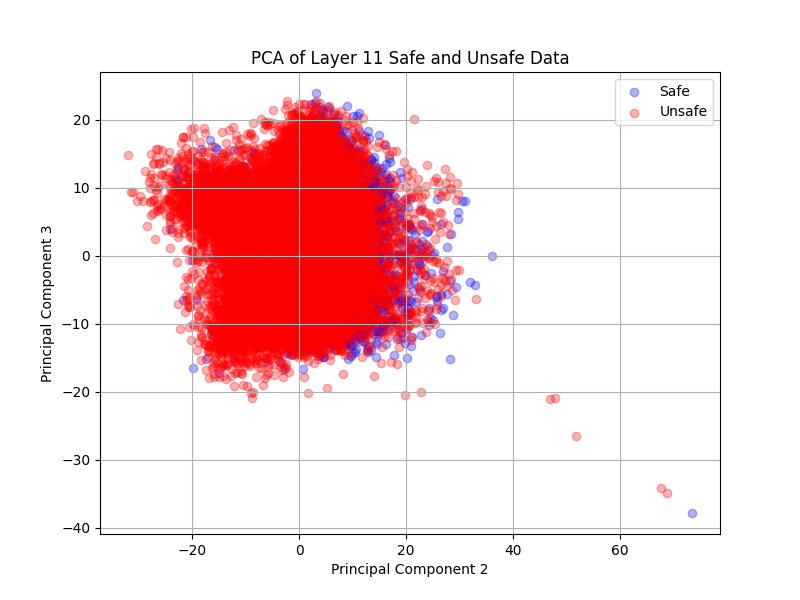 PCA of Layer 11 Safe and Unsafe Data
Safe
Unsafe
20
10
0
−10
−20
−30
−40
Principal Component 3
−20
0
20
40
60
Principal Component 2